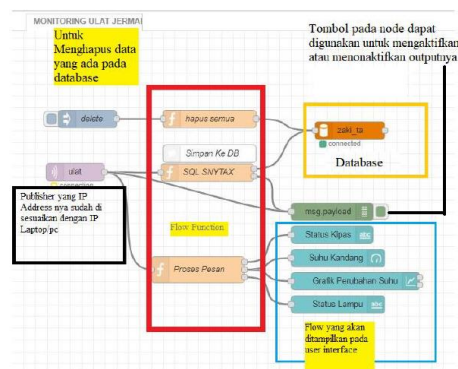 MONITORING ULAT JERMA
Untuk
Menghapus data
yang ada pada
database
Tombol pada node dapat
digunakan untuk mengaktifkan
atau menonaktifkan outputnya
delete
hapus semua
zaki_ta
connected
Database
Simpan Ke DB
ulat
SQL SNYTAX
Publisher yang IP
Address nya sudah di
sesuaikan dengan IP
Laptop/pc
Flow Function
msg.payload
Status Kipas
abc
Suhu Kandang
Proses Pesan
Grafik Perubahan Suhu
Status Lampu
abc
Flow yang akan
ditampilkan pada
user interface